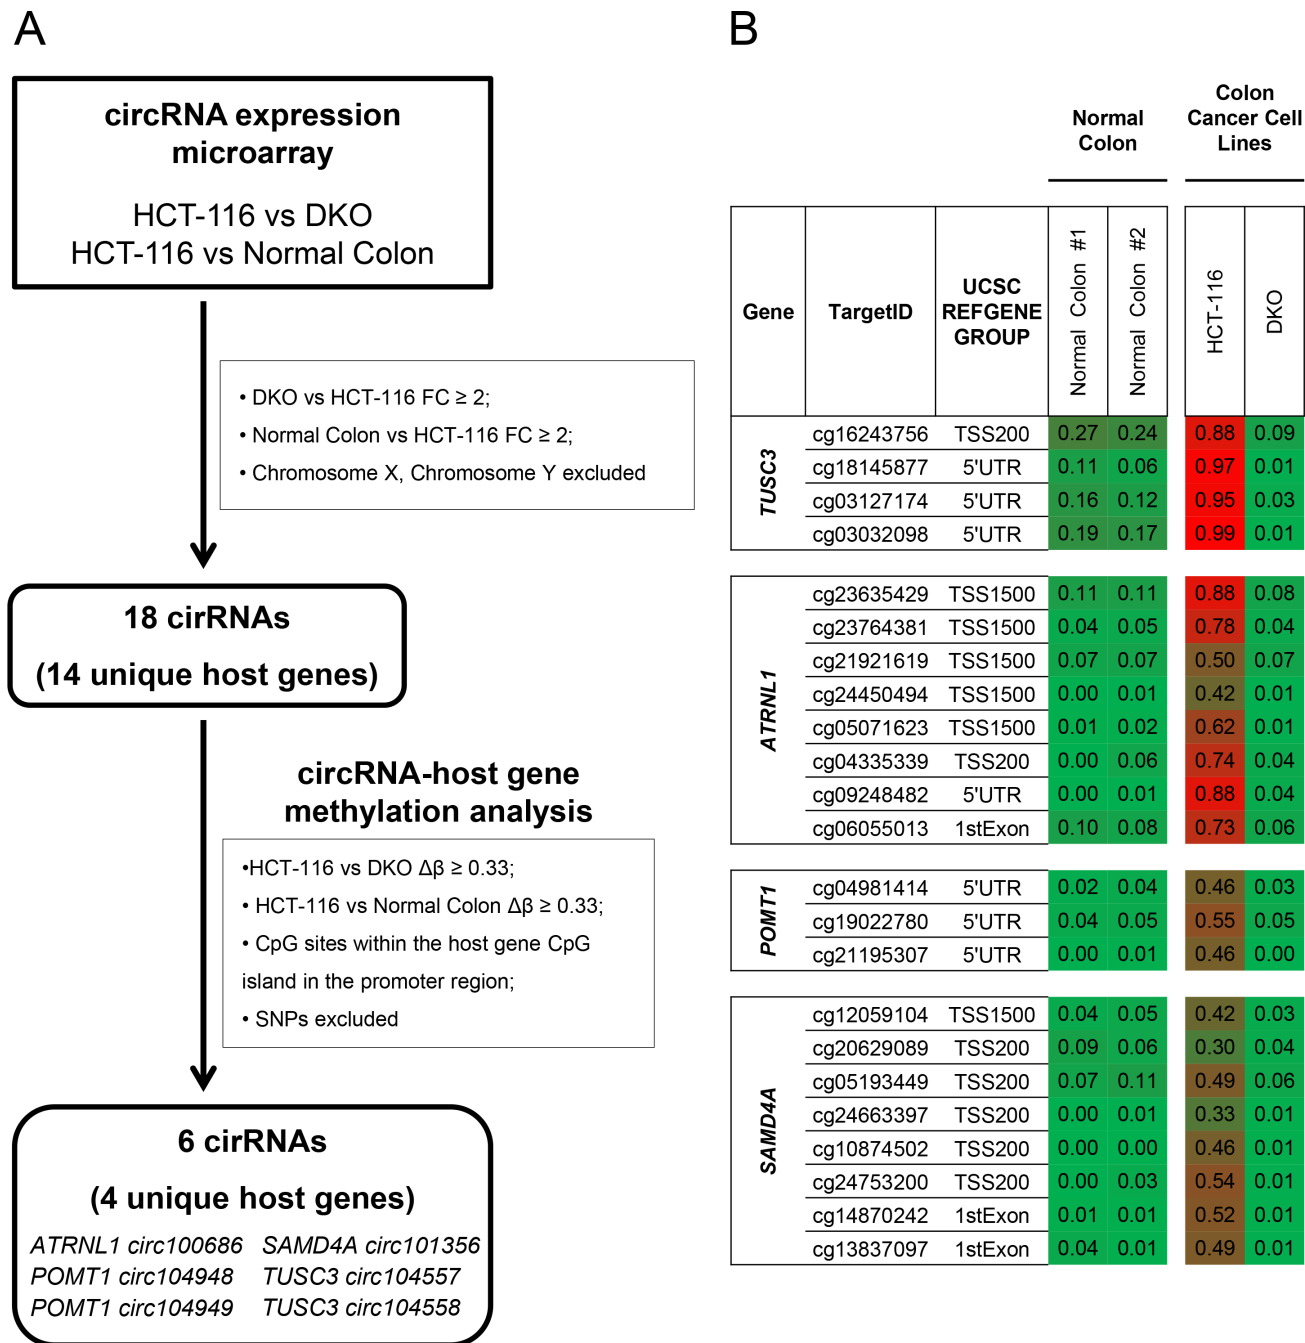 A
circRNA expression
microarray
HCT-116 vs DKO
HCT-116 vs Normal Colon
• DKO vs HCT-116 FC ≥ 2;
• Normal Colon vs HCT-116 FC ≥ 2;
• Chromosome X, Chromosome Y excluded
18 cirRNAs
(14 unique host genes)
circRNA-host gene
methylation analysis
•HCT-116 vs DKO Δβ ≥ 0.33;
• HCT-116 vs Normal Colon Δβ ≥ 0.33;
• CpG sites within the host gene CpG
island in the promoter region;
• SNPs excluded
6 cirRNAs
(4 unique host genes)
ATRNL1 circ100686 SAMD4A circ101356
POMT1 circ104948 TUSC3 circ104557
POMT1 circ104949 TUSC3 circ104558
B
Normal
Colon
Colon
Cancer Cell
Lines
Gene
TargetID
UCSC
REFGENE
GROUP
Normal Colon #1
Normal Colon #2
HCT-116
DKO
TUSC3
cg16243756 TSS200 0.27 0.24 0.88 0.09
cg18145877 5'UTR 0.11 0.06 0.97 0.01
cg03127174 5'UTR 0.16 0.12 0.95 0.03
cg03032098 5'UTR 0.19 0.17 0.99 0.01
ATRNL1
cg23635429 TSS1500 0.11 0.11 0.88 0.08
cg23764381 TSS1500 0.04 0.05 0.78 0.04
cg21921619 TSS1500 0.07 0.07 0.50 0.07
cg24450494 TSS1500 0.00 0.01 0.42 0.01
cg05071623 TSS1500 0.01 0.02 0.62 0.01
cg04335339 TSS200 0.00 0.06 0.74 0.04
cg09248482 5'UTR 0.00 0.01 0.88 0.04
cg06055013 1stExon 0.10 0.08 0.73 0.06
POMT1
cg04981414 5'UTR 0.02 0.04 0.46 0.03
cg19022780 5'UTR 0.04 0.05 0.55 0.05
cg21195307 5'UTR 0.00 0.01 0.46 0.00
SAMD4A
cg12059104 TSS1500 0.04 0.05 0.42 0.03
cg20629089 TSS200 0.09 0.06 0.30 0.04
cg05193449 TSS200 0.07 0.11 0.49 0.06
cg24663397 TSS200 0.00 0.01 0.33 0.01
cg10874502 TSS200 0.00 0.00 0.46 0.01
cg24753200 TSS200 0.00 0.03 0.54 0.01
cg14870242 1stExon 0.01 0.01 0.52 0.01
cg13837097 1stExon 0.04 0.01 0.49 0.01